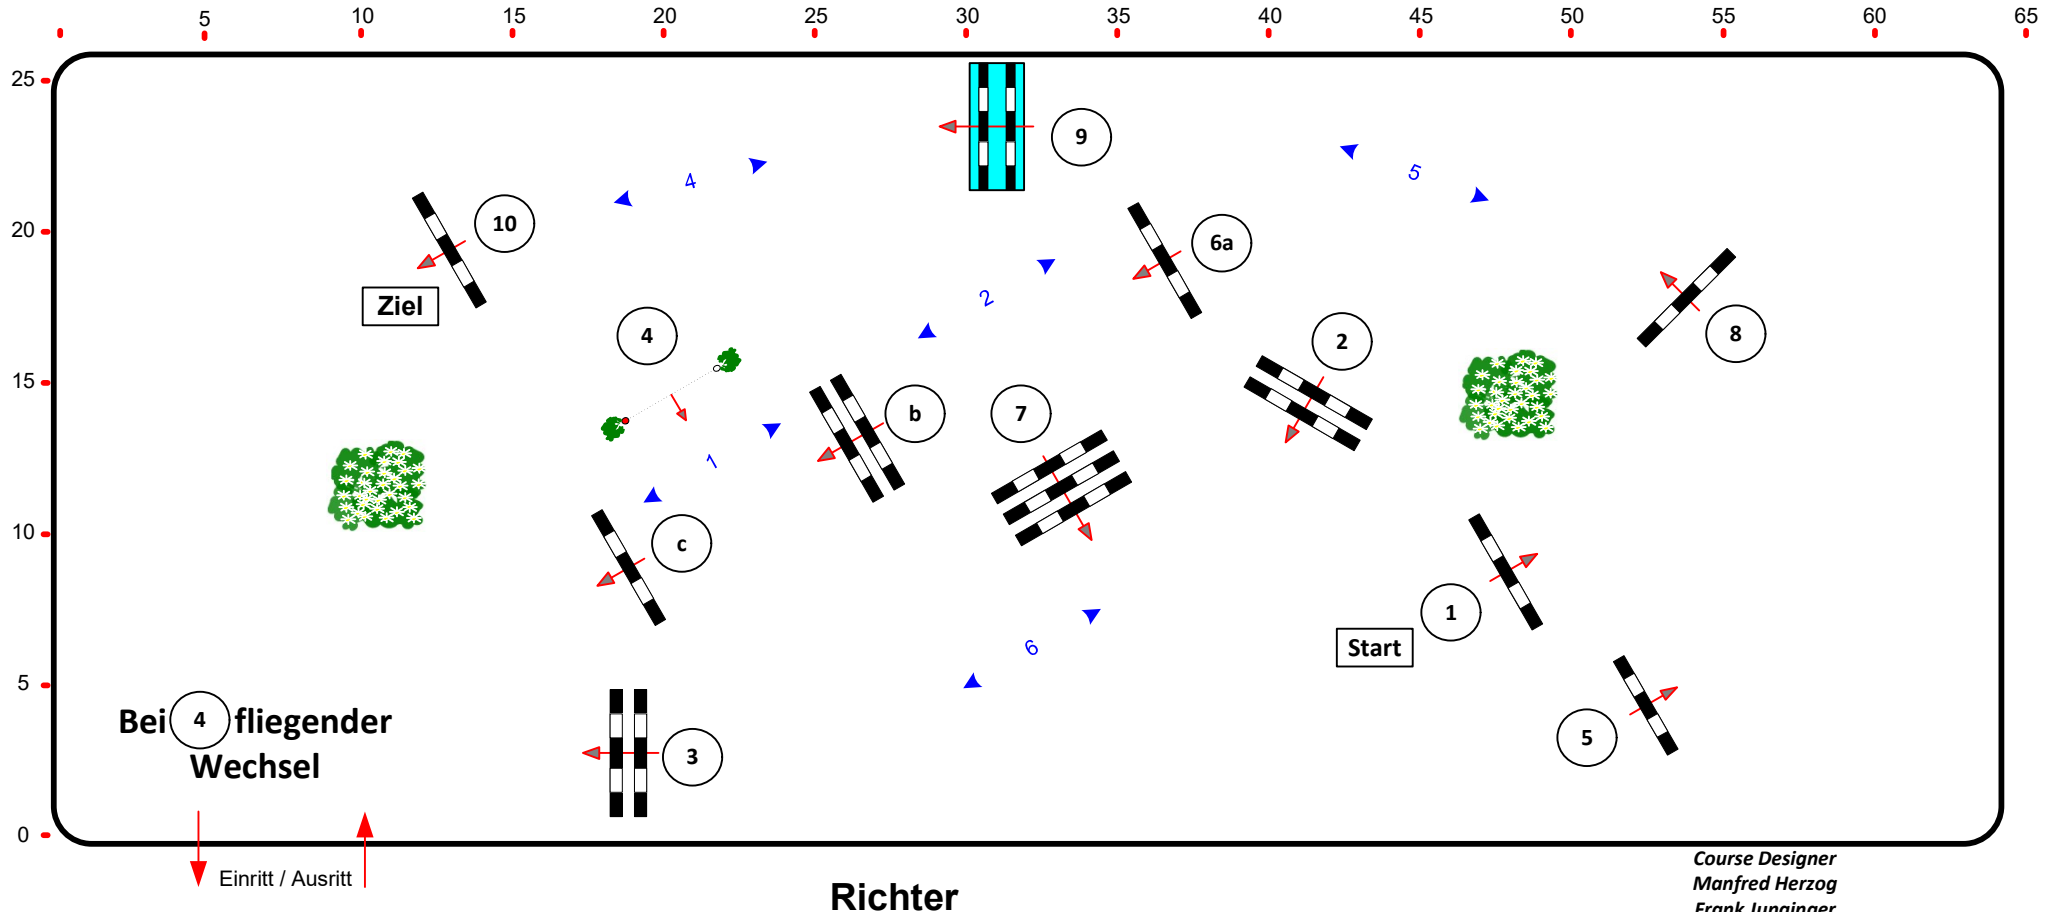 5 10 15 20 25 30 35 40 45 50 55 60 65
25
9
4
5
10
20
6a
Ziel
2
4
8
2
15
b
7
1
10
c
1
Start
6
5
5
3
Bei 4 fliegender
Wechsel
0
Einritt / Ausritt
Richter
Course Designer
Manfred Herzog
Frank Junginger